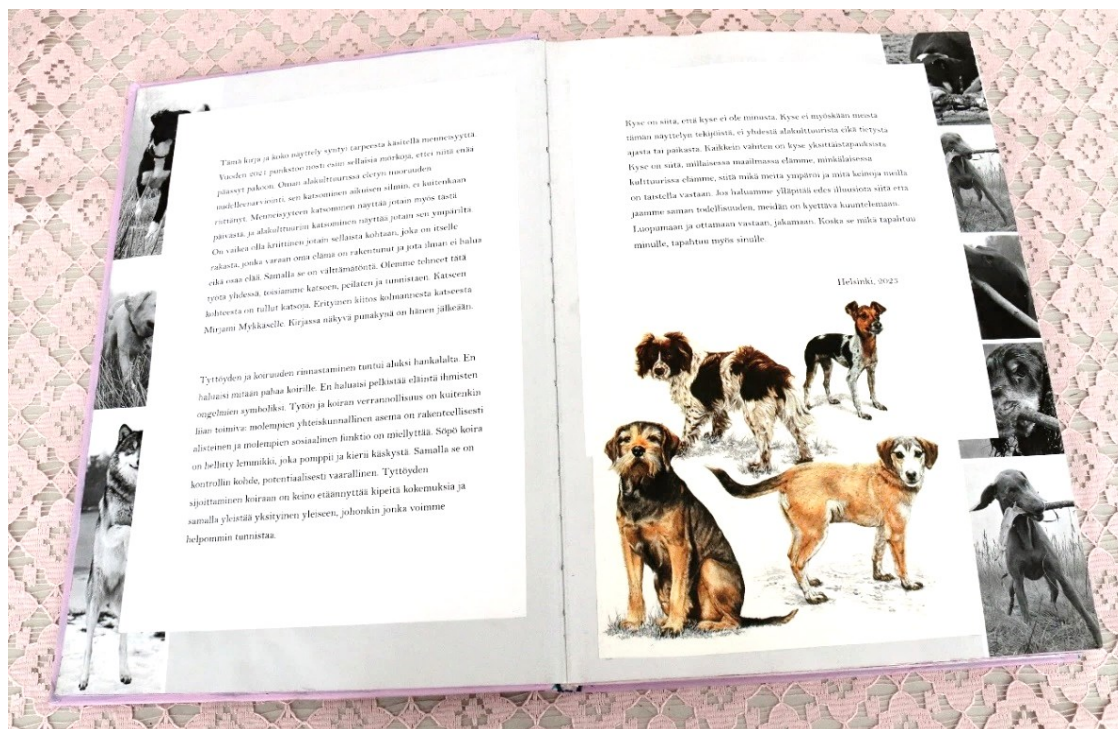 Tämä kirja ja koko näyttely syntyi tarpeesta käsitellä menneisyyttä.
Vuoden 2021 punkstoo nosti esiin sellaisia mörköjä, ettei niitä enää
päässyt pakoon. Oman alakulttuurissa eletyn nuoruuden
uudelleenarviointi, sen katsominen aikuisen silmin, ei kuitenkaan
riittänyt. Menneisyyteen katsominen näyttää jotain myös tästä
päivästä, ja alakulttuuriin katsominen näyttää jotain sen ympäriltä.
On vaikea olla kriittinen jotain sellaista kohtaan, joka on itselle
rakasta, jonka varaan oma elämä on rakentunut ja jota ilman ei halua
eikä osaa elää. Samalla se on välttämätöntä. Olemme tehneet tätä
työtä yhdessä, toisiamme katsoen, peilaten ja tunnistaen. Katseen
kohteesta on tullut katsoja. Erityinen kiitos kolmannesta katseesta
Mirjami Mykkäselle. Kirjassa näkyvä punakynä on hänen jälkeään.
Tyttöyden ja koiruuden rinnastaminen tuntui aluksi hankalalta. En
haluaisi mitään pahaa koirille. En haluaisi pelkistää eläintä ihmisten
ongelmien symboliksi. Tytön ja koiran verrannollisuus on kuitenkin
liian toimiva: molempien yhteiskunnallinen asema on rakenteellisesti
alisteinen ja molempien sosiaalinen funktio on miellyttää. Söpö koira
on hellitty lemmikki, joka pomppii ja kierii käskystä. Samalla se on
kontrollin kohde, potentiaalisesti vaarallinen. Tyttöyden
sijoittaminen koiraan on keino etäännyttää kipeitä kokemuksia ja
samalla yleistää yksityinen yleiseen, johonkin jonka voimme
helpommin tunnistaa.
Kyse on siitä, että kyse ei ole minusta. Kyse ei myöskään meistä
tämän näyttelyn tekijöistä, ei yhdestä alakulttuurista eikä tietystä
ajasta tai paikasta. Kaikkein vähiten on kyse yksittäistapauksista.
Kyse on siitä, millaisessa maailmassa elämme, minkälaisessa
kulttuurissa elämme, siitä mikä meitä ympäröi ja mitä keinoja meillä
on taistella vastaan. Jos haluamme ylläpitää edes illuusiota siitä että
jaamme saman todellisuuden, meidän on kyettävä kuuntelemaan.
Luopumaan ja ottamaan vastaan, jakamaan. Koska se mikä tapahtuu
minulle, tapahtuu myös sinulle.
Helsinki, 2023